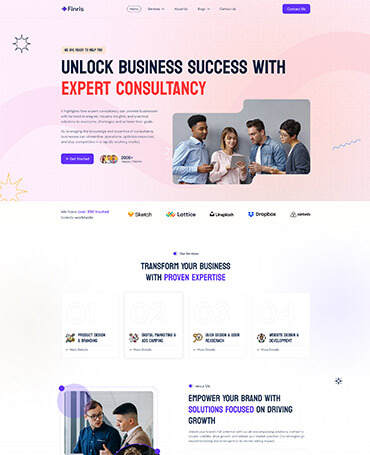 Finris
Home Services About Us Blogs Contact Us
Contact Us
WE ARE READY TO HELP YOU
UNLOCK BUSINESS SUCCESS WITH
EXPERT CONSULTANCY
A highlights how expert consultancy can provide businesses
with tailored strategies, industry insights, and practical
solutions to overcome challenges and achieve their goals.
By leveraging the knowledge and expertise of consultants,
businesses can streamline operations, optimize resources,
and stay competitive in a rapidly evolving market.
Get Started
2000+
We have over 250 trusted
brands worldwide
Sketch
Lattice
Unsplash
Dropbox
airbnb
Our Services
TRANSFORM YOUR BUSINESS
WITH PROVEN EXPERTISE
01 02 03 04
PRODUCT DESIGN
& BRANDING
More Details
DIGITAL MARKETING &
ADS CAMPING
More Details
UI/UX DESIGN & USER
RESEARCH
More Details
WEBSITE DESIGN &
DEVELOPMENT
More Details
About Us
EMPOWER YOUR BRAND WITH
SOLUTIONS FOCUSED ON DRIVING
GROWTH